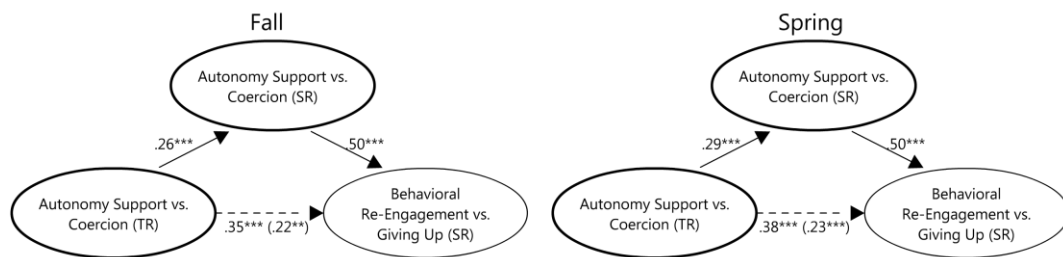 Fall
Autonomy Support vs.
Coercion (SR)
.26***
.50***
Autonomy Support vs.
Coercion (TR)
.35*** (.22**)
Behavioral
Re-Engagement vs.
Giving Up (SR)
Spring
Autonomy Support vs.
Coercion (SR)
.29***
.50***
Autonomy Support vs.
Coercion (TR)
.38*** (.23***)
Behavioral
Re-Engagement vs.
Giving Up (SR)